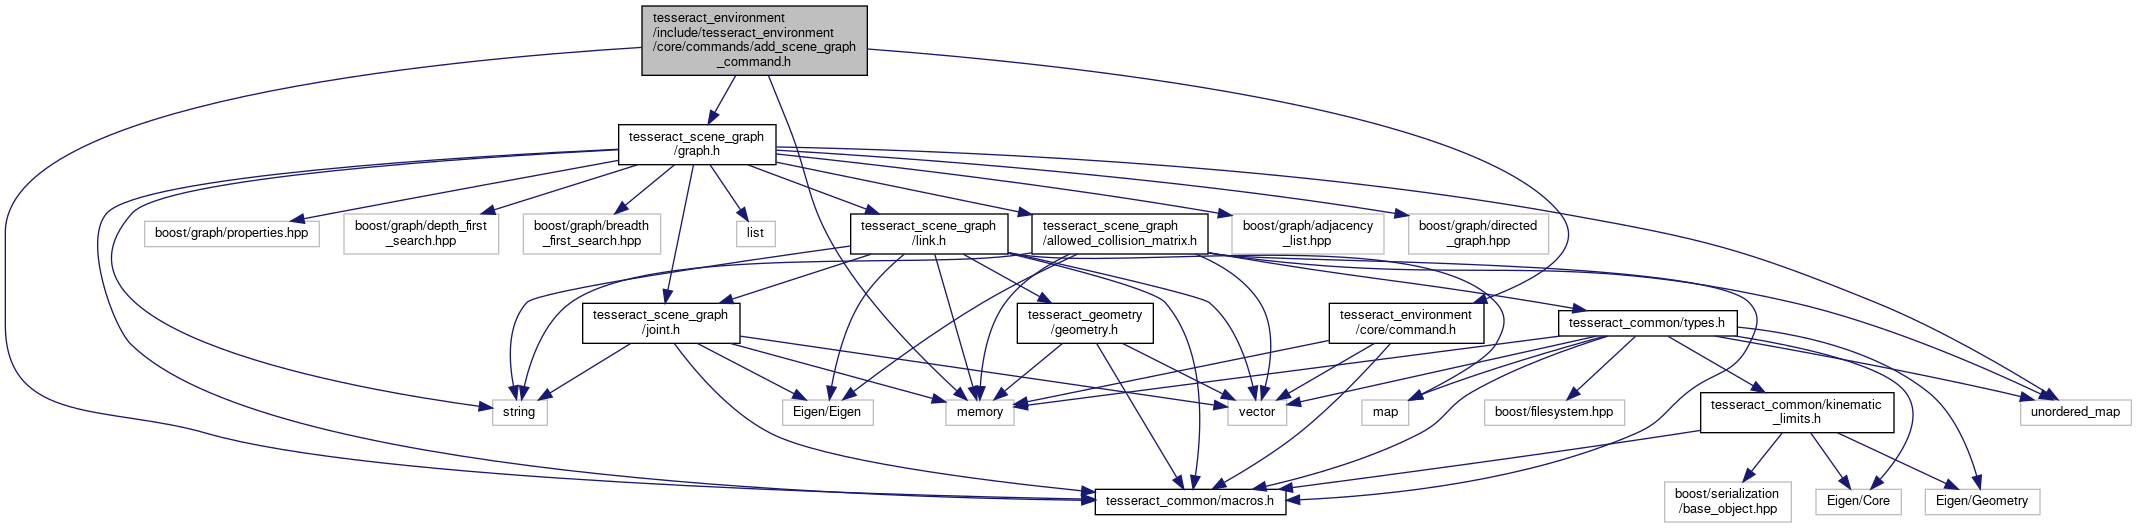 tesseract_environment
/include/tesseract_environment
/core/commands/add_scene_graph
_command.h
tesseract_scene_graph
/graph.h
boost/graph/properties.hpp
boost/graph/depth_first
_search.hpp
boost/graph/breadth
_first_search.hpp
list
tesseract_scene_graph
/link.h
tesseract_scene_graph
/allowed_collision_matrix.h
boost/graph/adjacency
_list.hpp
boost/graph/directed
_graph.hpp
tesseract_scene_graph
/joint.h
tesseract_geometry
/geometry.h
tesseract_environment
/core/command.h
tesseract_common/types.h
string
Eigen/Eigen
memory
vector
map
boost/filesystem.hpp
tesseract_common/kinematic
_limits.h
unordered_map
tesseract_common/macros.h
boost/serialization
/base_object.hpp
Eigen/Core
Eigen/Geometry